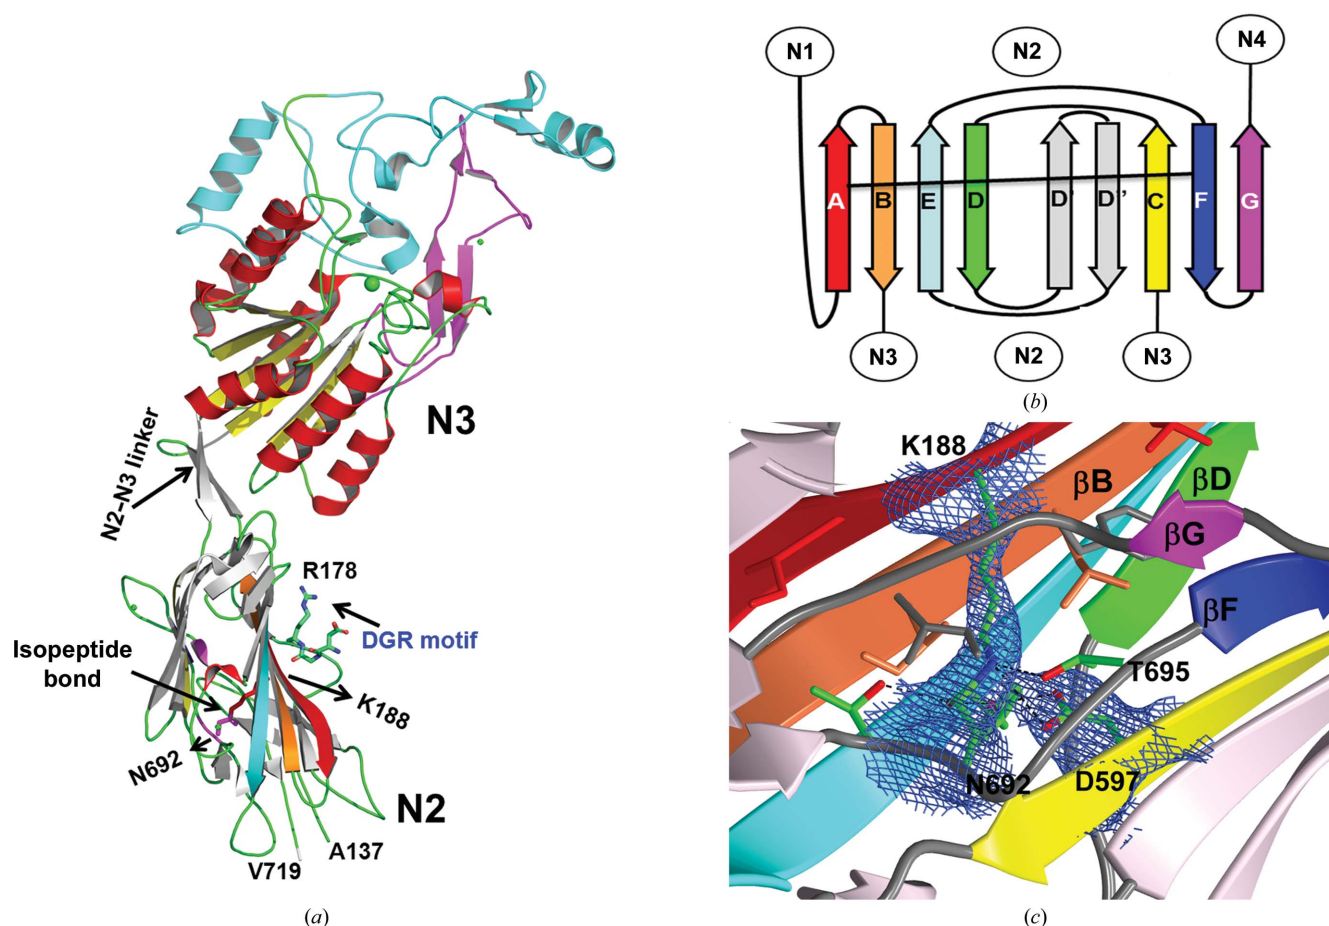 N3
N2–N3 linker
R178
DGR motif
Isopeptide
bond
K188
N692
N2
A137
V719
(a)
N1
N2
N4
A
B
E
D
D'
D''
C
F
G
N3
N2
N3
(b)
K188
βB
βD
βG
βF
T695
N692
D597
(c)